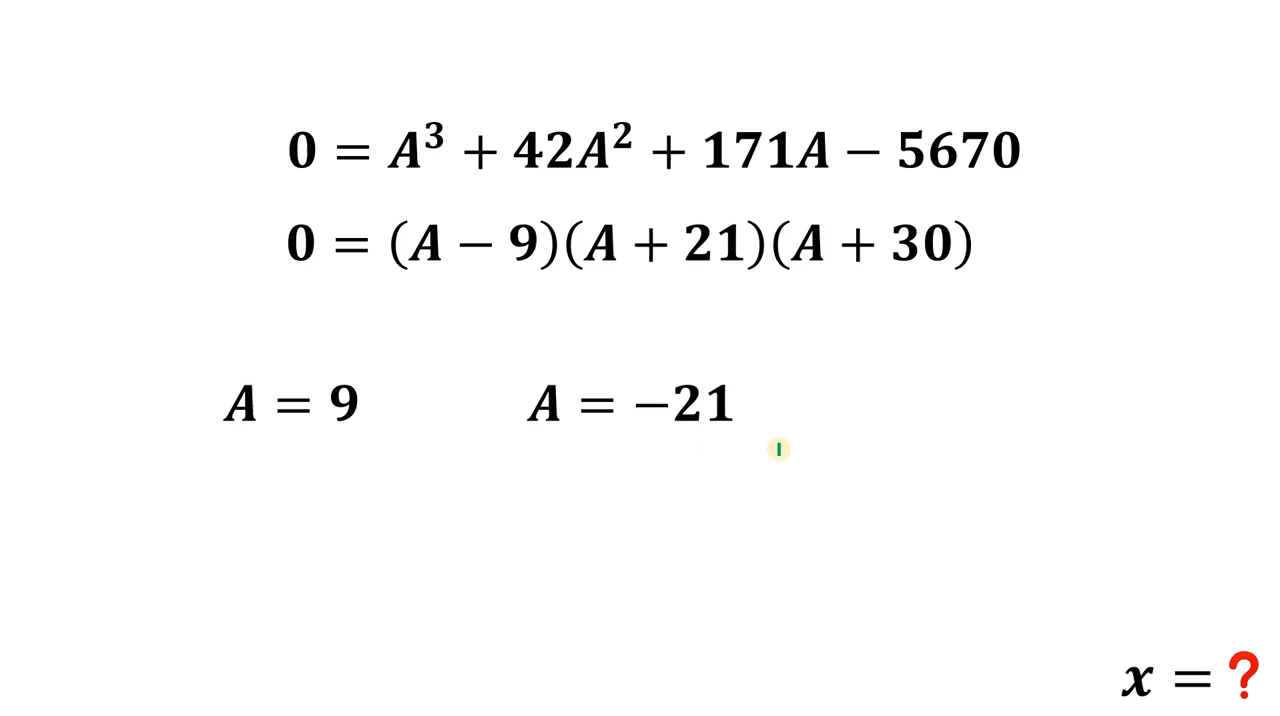 0 = A³ + 42A² + 171A − 5670
0 = (A − 9)(A + 21)(A + 30)
A = 9 A = −21
x = ?